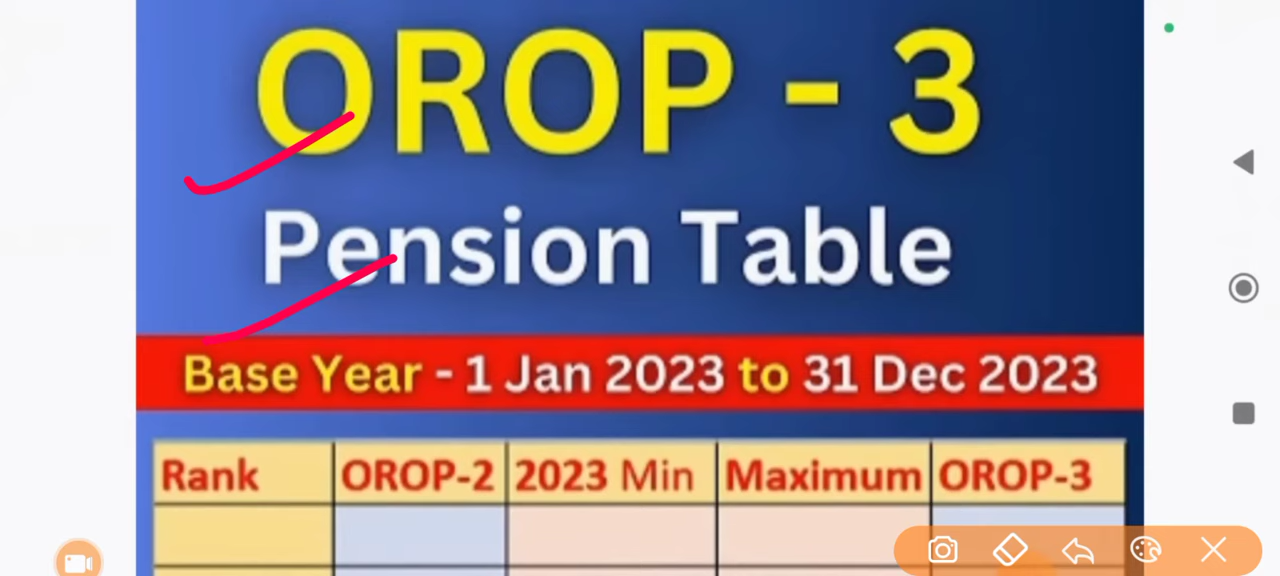 OROP - 3
Pension Table
Base Year - 1 Jan 2023 to 31 Dec 2023
Rank OROP-2 2023 Min Maximum OROP-3